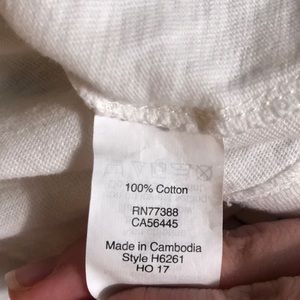 100% Cotton
RN77388
CA56445
Made in Cambodia
Style H6261
HO 17